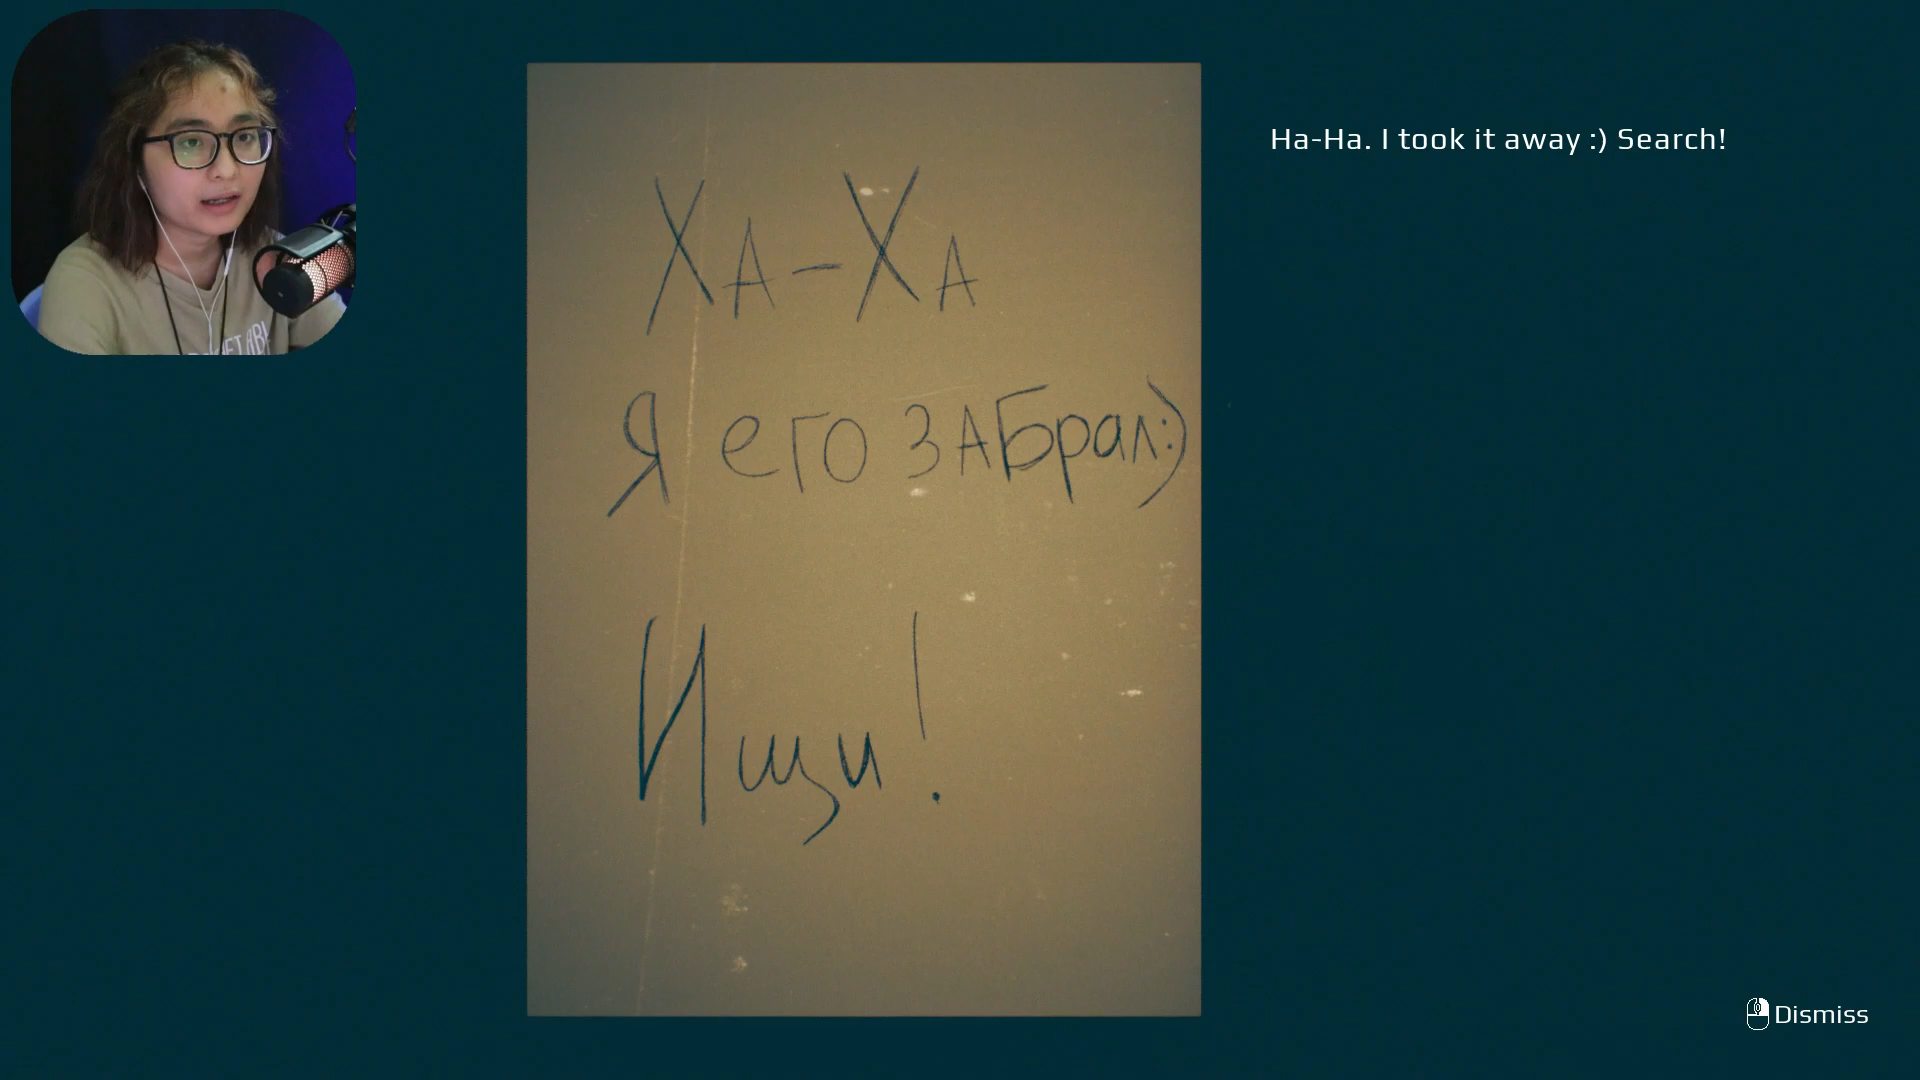 Ha-Ha. I took it away :) Search!
ХА-ХА
Я его ЗАБрал:)
Ищи!
Dismiss